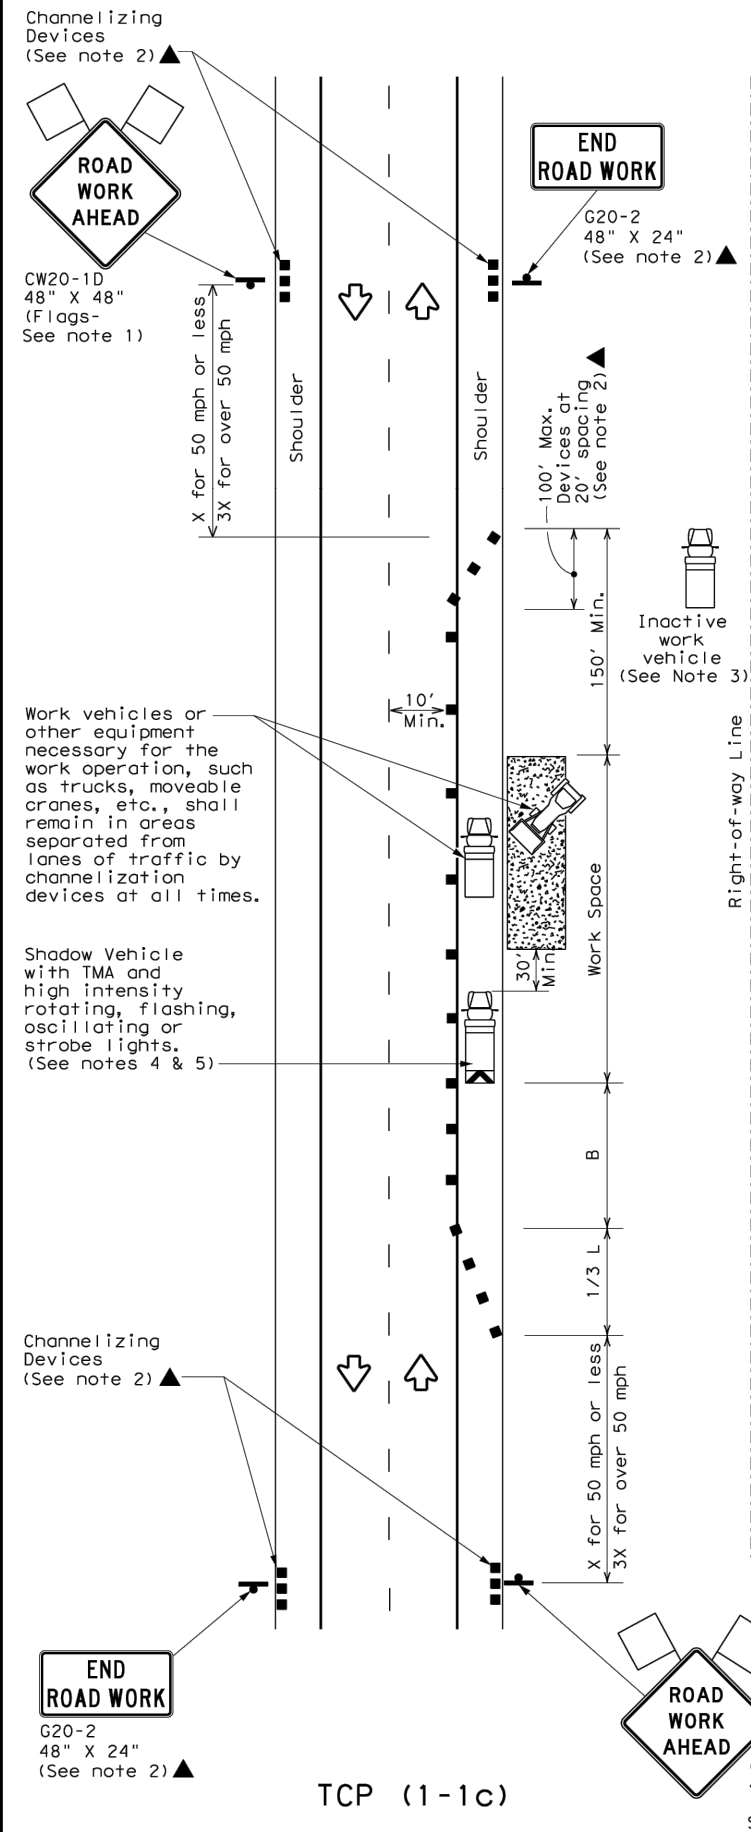 Channelizing
Devices
(See note 2)
ROAD
WORK
AHEAD
CW20-1D
48" X 48"
(Flags-
See note 1)
END
ROAD WORK
G20-2
48" X 24"
(See note 2)
X for 50 mph or less
3X for over 50 mph
Shoulder
Shoulder
100' Max.
Devices at
20' spacing
(See note 2)
150' Min.
Inactive
work
vehicle
(See Note 3)
Right-of-way Line
10'
Min.
Work vehicles or
other equipment
necessary for the
work operation, such
as trucks, moveable
cranes, etc., shall
remain in areas
separated from
lanes of traffic by
channelization
devices at all times.
Work Space
30'
Min.
Shadow Vehicle
with TMA and
high intensity
rotating, flashing,
oscillating or
strobe lights.
(See notes 4 & 5)
B
1/3 L
Channelizing
Devices
(See note 2)
X for 50 mph or less
3X for over 50 mph
END
ROAD WORK
G20-2
48" X 24"
(See note 2)
ROAD
WORK
AHEAD
TCP (1-1c)